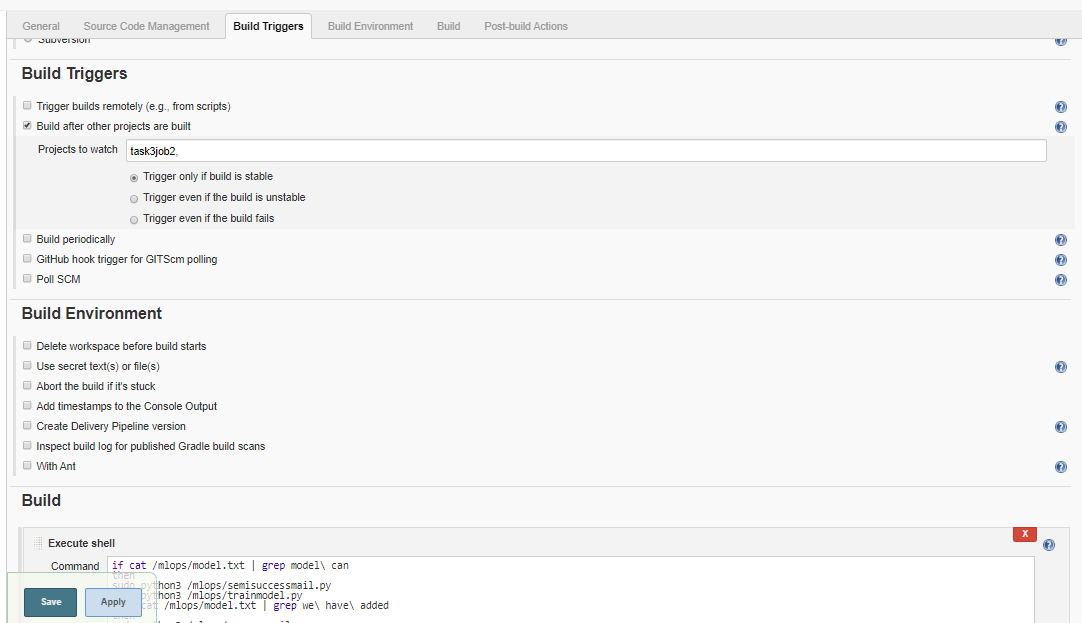 General Source Code Management Build Triggers Build Environment Build Post-build Actions
Subversion
Build Triggers
Trigger builds remotely (e.g., from scripts)
Build after other projects are built
Projects to watch task3job2,
Trigger only if build is stable
Trigger even if the build is unstable
Trigger even if the build fails
Build periodically
GitHub hook trigger for GITScm polling
Poll SCM
Build Environment
Delete workspace before build starts
Use secret text(s) or file(s)
Abort the build if it's stuck
Add timestamps to the Console Output
Create Delivery Pipeline version
Inspect build log for published Gradle build scans
With Ant
Build
X
Execute shell
Command if cat /mlops/model.txt | grep model\ can
then
sudo python3 /mlops/semisuccessmail.py
python3 /mlops/trainmodel.py
cat /mlops/model.txt | grep we\ have\ added
Save Apply